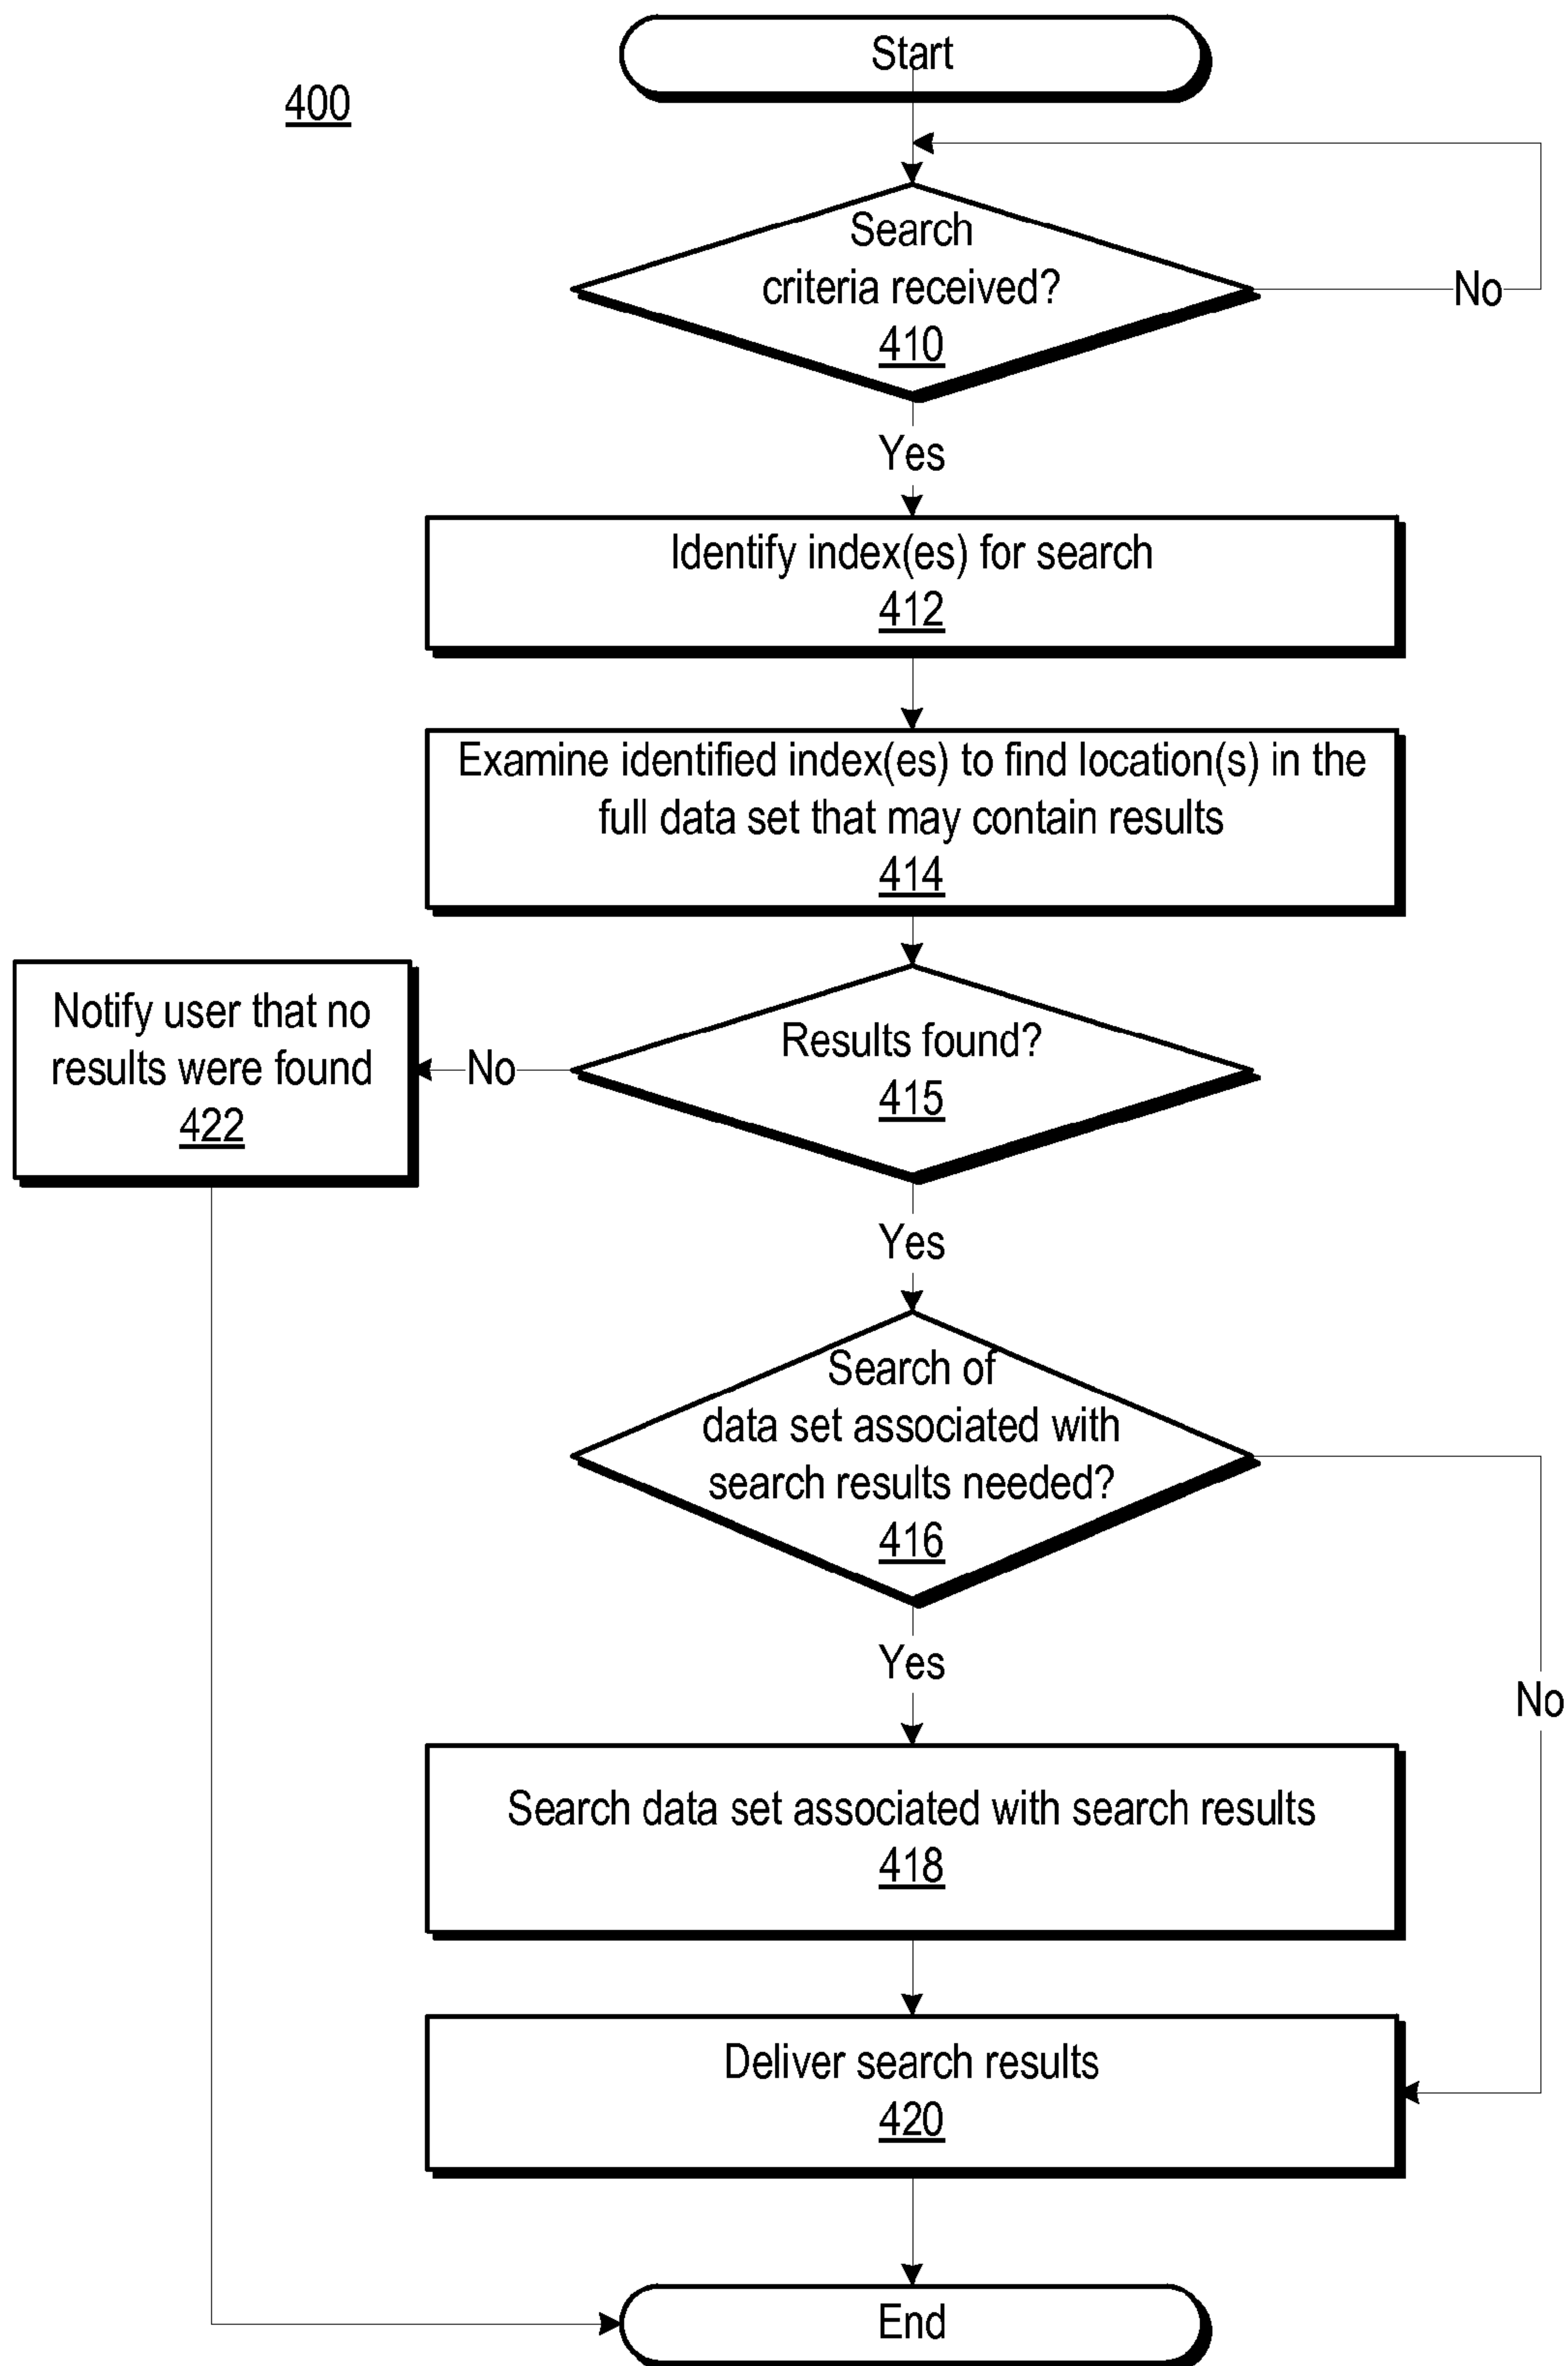 Start
400
Search
criteria received?
410
No
Yes
Identify index(es) for search
412
Examine identified index(es) to find location(s) in the
full data set that may contain results
414
Notify user that no
results were found
422
No
Results found?
415
Yes
Search of
data set associated with
search results needed?
416
Yes
No
Search data set associated with search results
418
Deliver search results
420
End